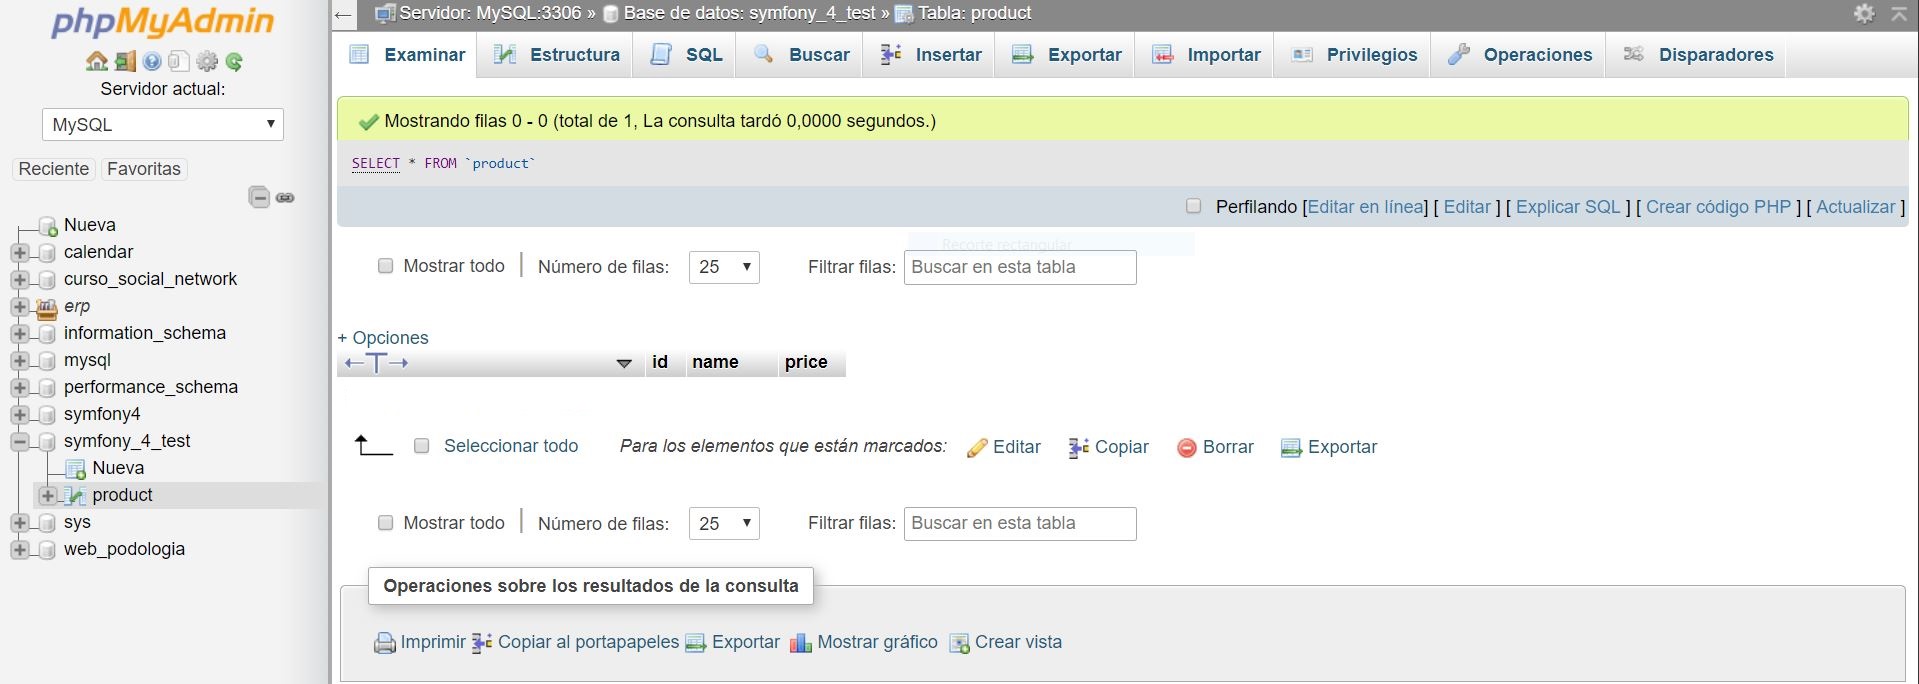 phpMyAdmin
Servidor actual:
MySQL
Reciente Favoritas
Nueva
calendar
curso_social_network
erp
information_schema
mysql
performance_schema
symfony4
symfony_4_test
Nueva
product
sys
web_podologia
Servidor: MySQL:3306 » Base de datos: symfony_4_test » Tabla: product
Examinar Estructura SQL Buscar Insertar Exportar Importar Privilegios Operaciones Disparadores
Mostrando filas 0 - 0 (total de 1, La consulta tardó 0,0000 segundos.)
SELECT * FROM `product`
Perfilando [Editar en línea] [ Editar ] [ Explicar SQL ] [ Crear código PHP ] [ Actualizar ]
Recorte rectangular
Mostrar todo | Número de filas: 25 Filtrar filas: Buscar en esta tabla
+ Opciones
←T→ id name price
Seleccionar todo Para los elementos que están marcados: Editar Copiar Borrar Exportar
Mostrar todo | Número de filas: 25 Filtrar filas: Buscar en esta tabla
Operaciones sobre los resultados de la consulta
Imprimir Copiar al portapapeles Exportar Mostrar gráfico Crear vista